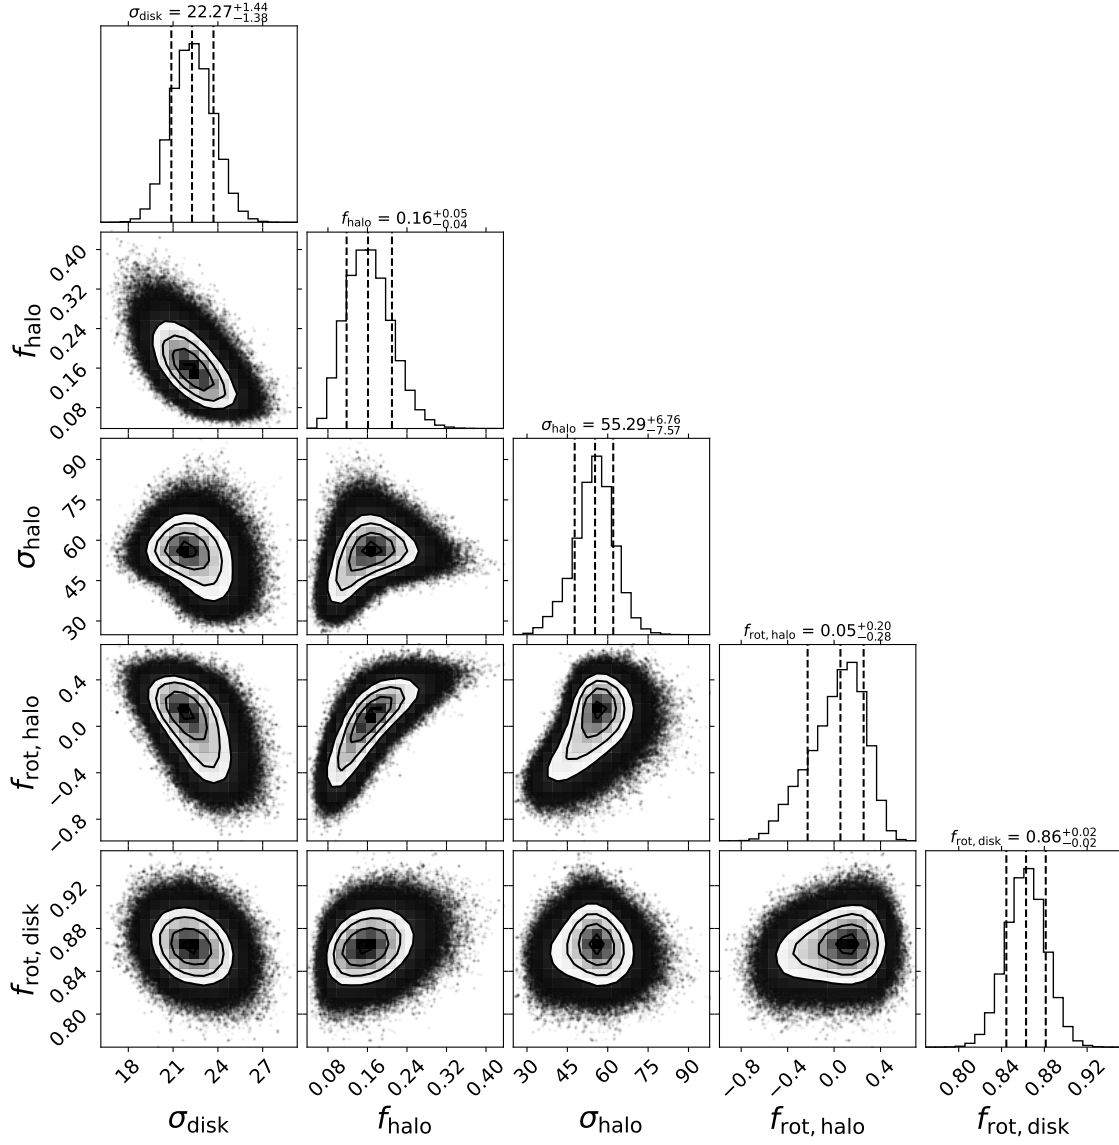 σ_disk = 22.27^{+1.44}_{−1.38}
f_halo = 0.16^{+0.05}_{−0.04}
0.40
0.32
0.24
0.16
0.08
f_halo
σ_halo = 55.29^{+6.76}_{−7.57}
90
75
60
45
30
σ_halo
f_rot, halo = 0.05^{+0.20}_{−0.28}
0.4
0.0
−0.4
−0.8
f_rot, halo
f_rot, disk = 0.86^{+0.02}_{−0.02}
0.92
0.88
0.84
0.80
f_rot, disk
18 21 24 27
0.08 0.16 0.24 0.32 0.40
30 45 60 75 90
−0.8 −0.4 0.0 0.4
0.80 0.84 0.88 0.92
σ_disk
f_halo
σ_halo
f_rot, halo
f_rot, disk